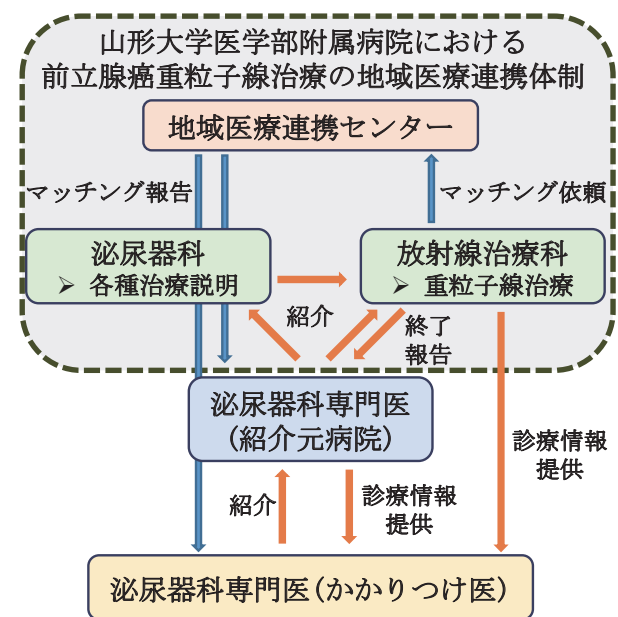 山形大学医学部附属病院における
前立腺癌重粒子線治療の地域医療連携体制
地域医療連携センター
マッチング報告
マッチング依頼
泌尿器科
➢ 各種治療説明
放射線治療科
➢ 重粒子線治療
紹介
終了
報告
泌尿器科専門医
(紹介元病院)
診療情報
提供
紹介
診療情報
提供
泌尿器科専門医(かかりつけ医)